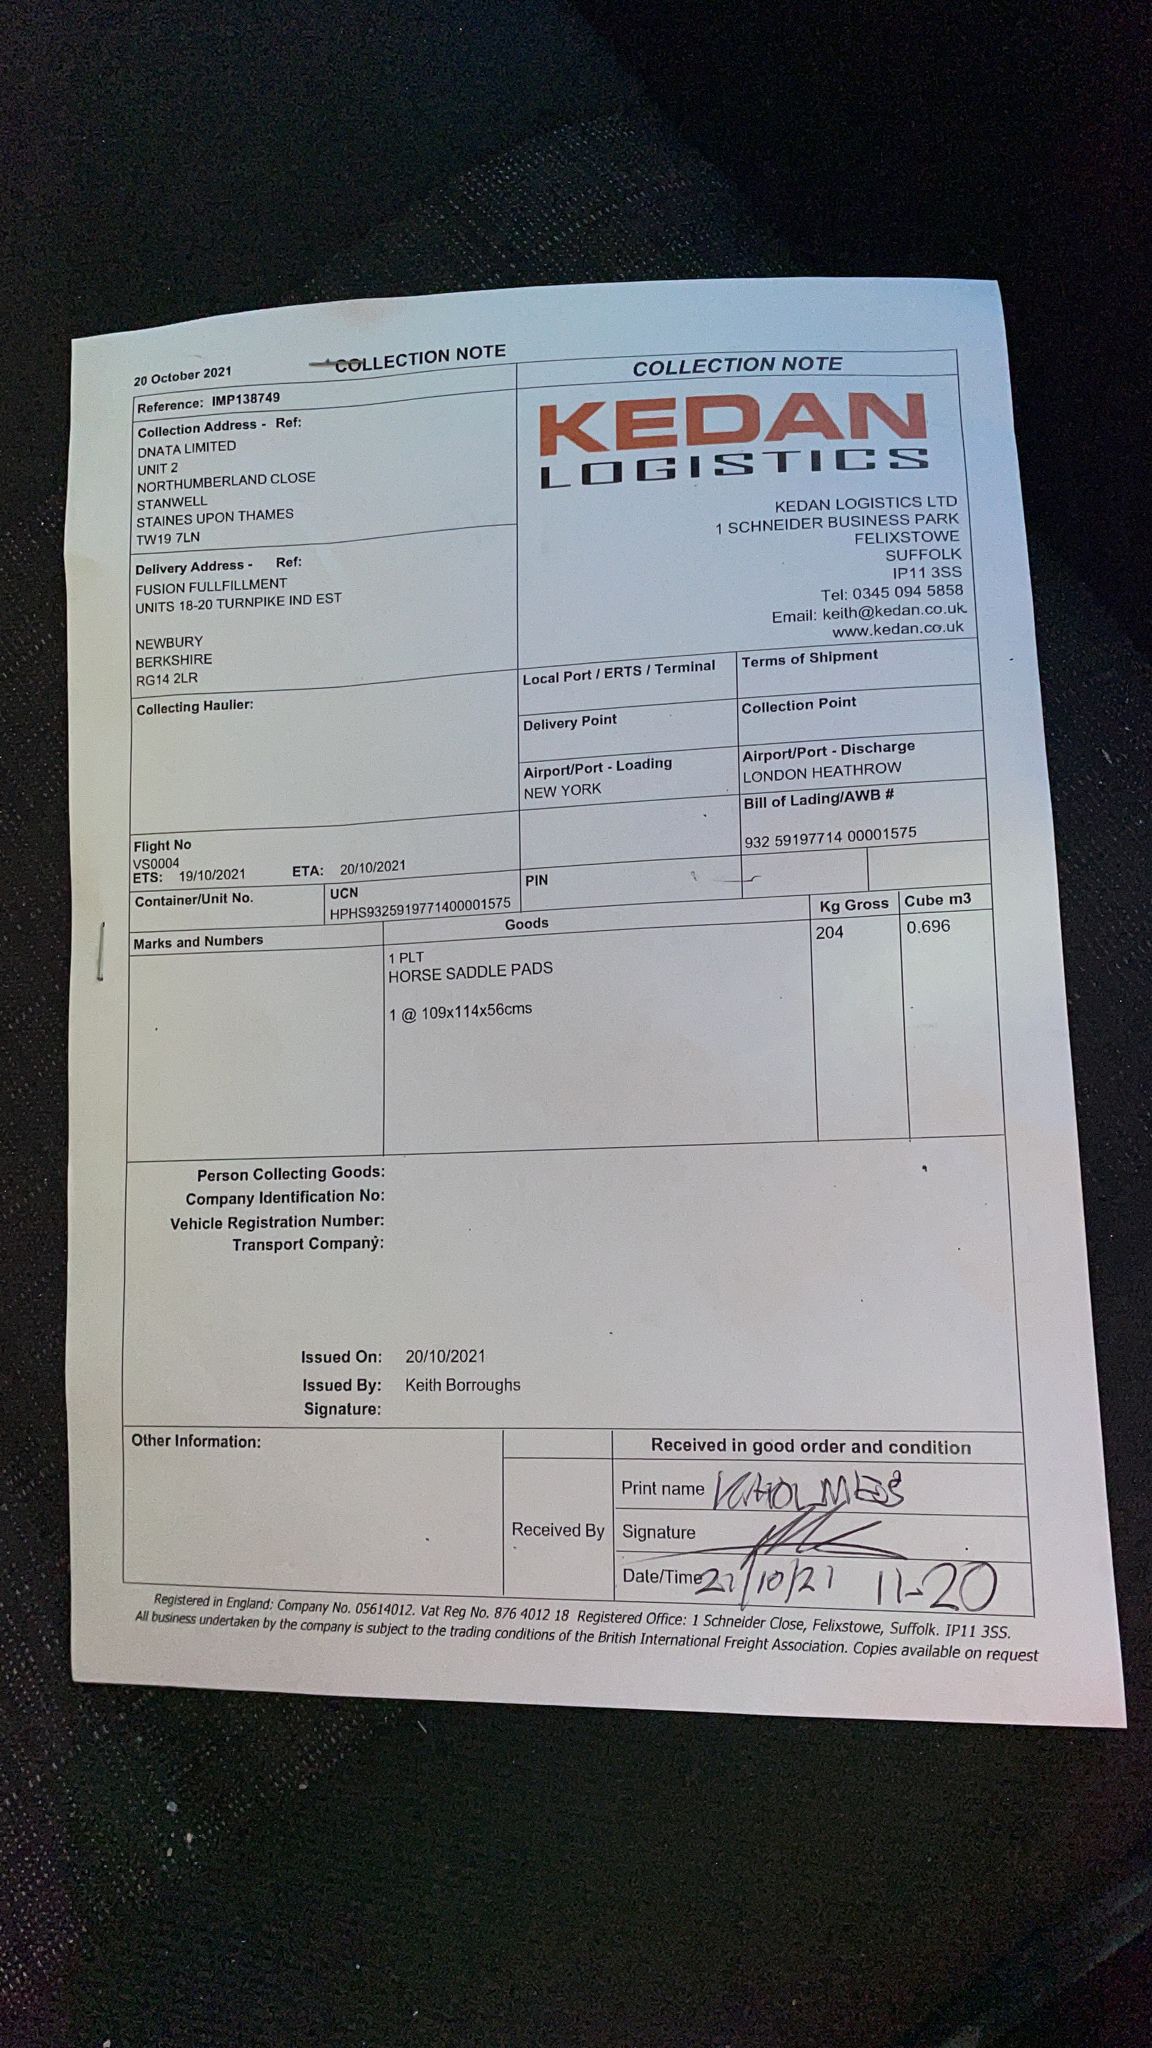 20 October 2021
COLLECTION NOTE
COLLECTION NOTE
Reference: IMP138749
Collection Address - Ref:
DNATA LIMITED
UNIT 2
NORTHUMBERLAND CLOSE
STANWELL
STAINES UPON THAMES
TW19 7LN
KEDAN
LOGISTICS
KEDAN LOGISTICS LTD
1 SCHNEIDER BUSINESS PARK
FELIXSTOWE
SUFFOLK
IP11 3SS
Tel: 0345 094 5858
Email: keith@kedan.co.uk
www.kedan.co.uk
Delivery Address - Ref:
FUSION FULLFILLMENT
UNITS 18-20 TURNPIKE IND EST
NEWBURY
BERKSHIRE
RG14 2LR
Collecting Haulier:
Local Port / ERTS / Terminal
Terms of Shipment
Delivery Point
Collection Point
Airport/Port - Loading
NEW YORK
Airport/Port - Discharge
LONDON HEATHROW
Bill of Lading/AWB #
932 59197714 00001575
Flight No
VS0004
ETS: 19/10/2021 ETA: 20/10/2021
Container/Unit No.
UCN
HPHS9325919771400001575
PIN
Marks and Numbers
Goods
Kg Gross
Cube m3
1 PLT
HORSE SADDLE PADS
1 @ 109x114x56cms
204
0.696
Person Collecting Goods:
Company Identification No:
Vehicle Registration Number:
Transport Company:
Issued On: 20/10/2021
Issued By: Keith Borroughs
Signature:
Other Information:
Received in good order and condition
Received By
Print name K HOLMES
Signature
Date/Time 21/10/21 11-20
Registered in England: Company No. 05614012. Vat Reg No. 876 4012 18 Registered Office: 1 Schneider Close, Felixstowe, Suffolk. IP11 3SS.
All business undertaken by the company is subject to the trading conditions of the British International Freight Association. Copies available on request